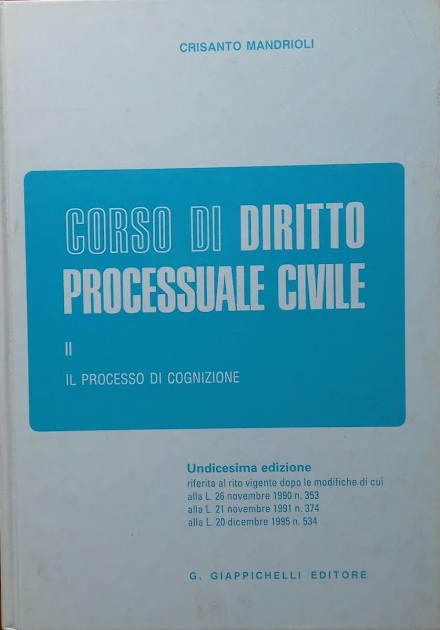 CRISANTO MANDRIOLI
CORSO DI DIRITTO
PROCESSUALE CIVILE
II
IL PROCESSO DI COGNIZIONE
Undicesima edizione
riferita al rito vigente dopo le modifiche di cui
alla L. 26 novembre 1990 n. 353
alla L. 21 novembre 1991 n. 374
alla L. 20 dicembre 1995 n. 534
G. GIAPPICHELLI EDITORE